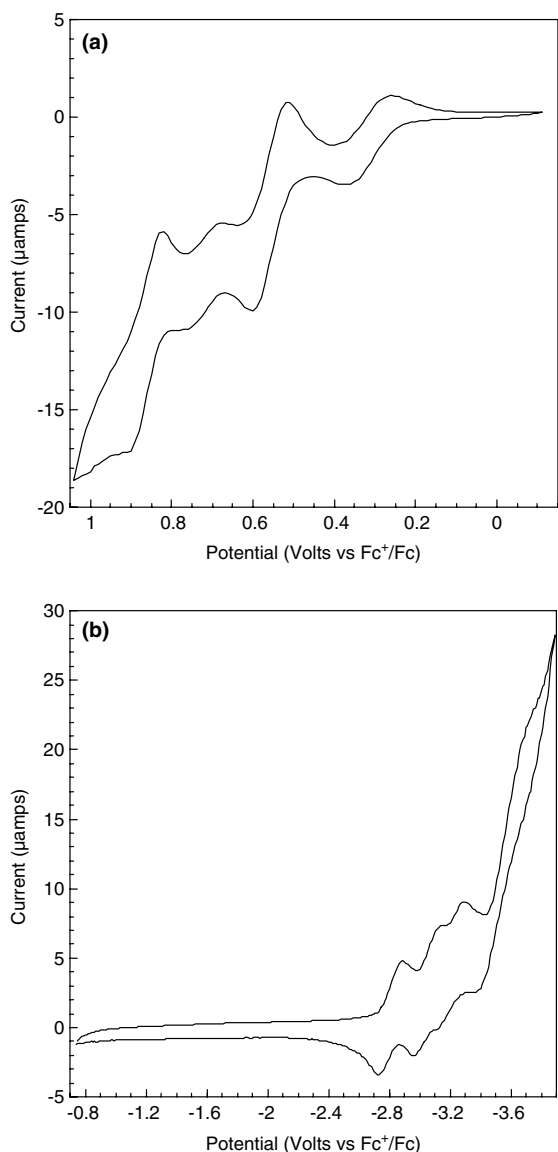 (a)
5
0
-5
-10
-15
-20
Current (µamps)
1 0.8 0.6 0.4 0.2 0
Potential (Volts vs Fc⁺/Fc)
(b)
30
25
20
15
10
5
0
-5
Current (µamps)
-0.8 -1.2 -1.6 -2 -2.4 -2.8 -3.2 -3.6
Potential (Volts vs Fc⁺/Fc)